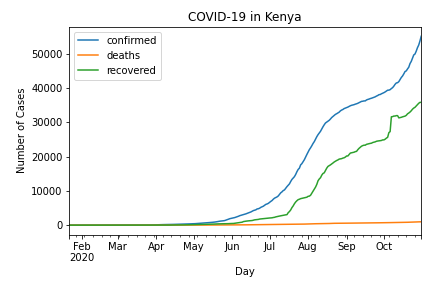 COVID-19 in Kenya
confirmed
deaths
recovered
Number of Cases
50000
40000
30000
20000
10000
0
Feb Mar Apr May Jun Jul Aug Sep Oct
2020
Day